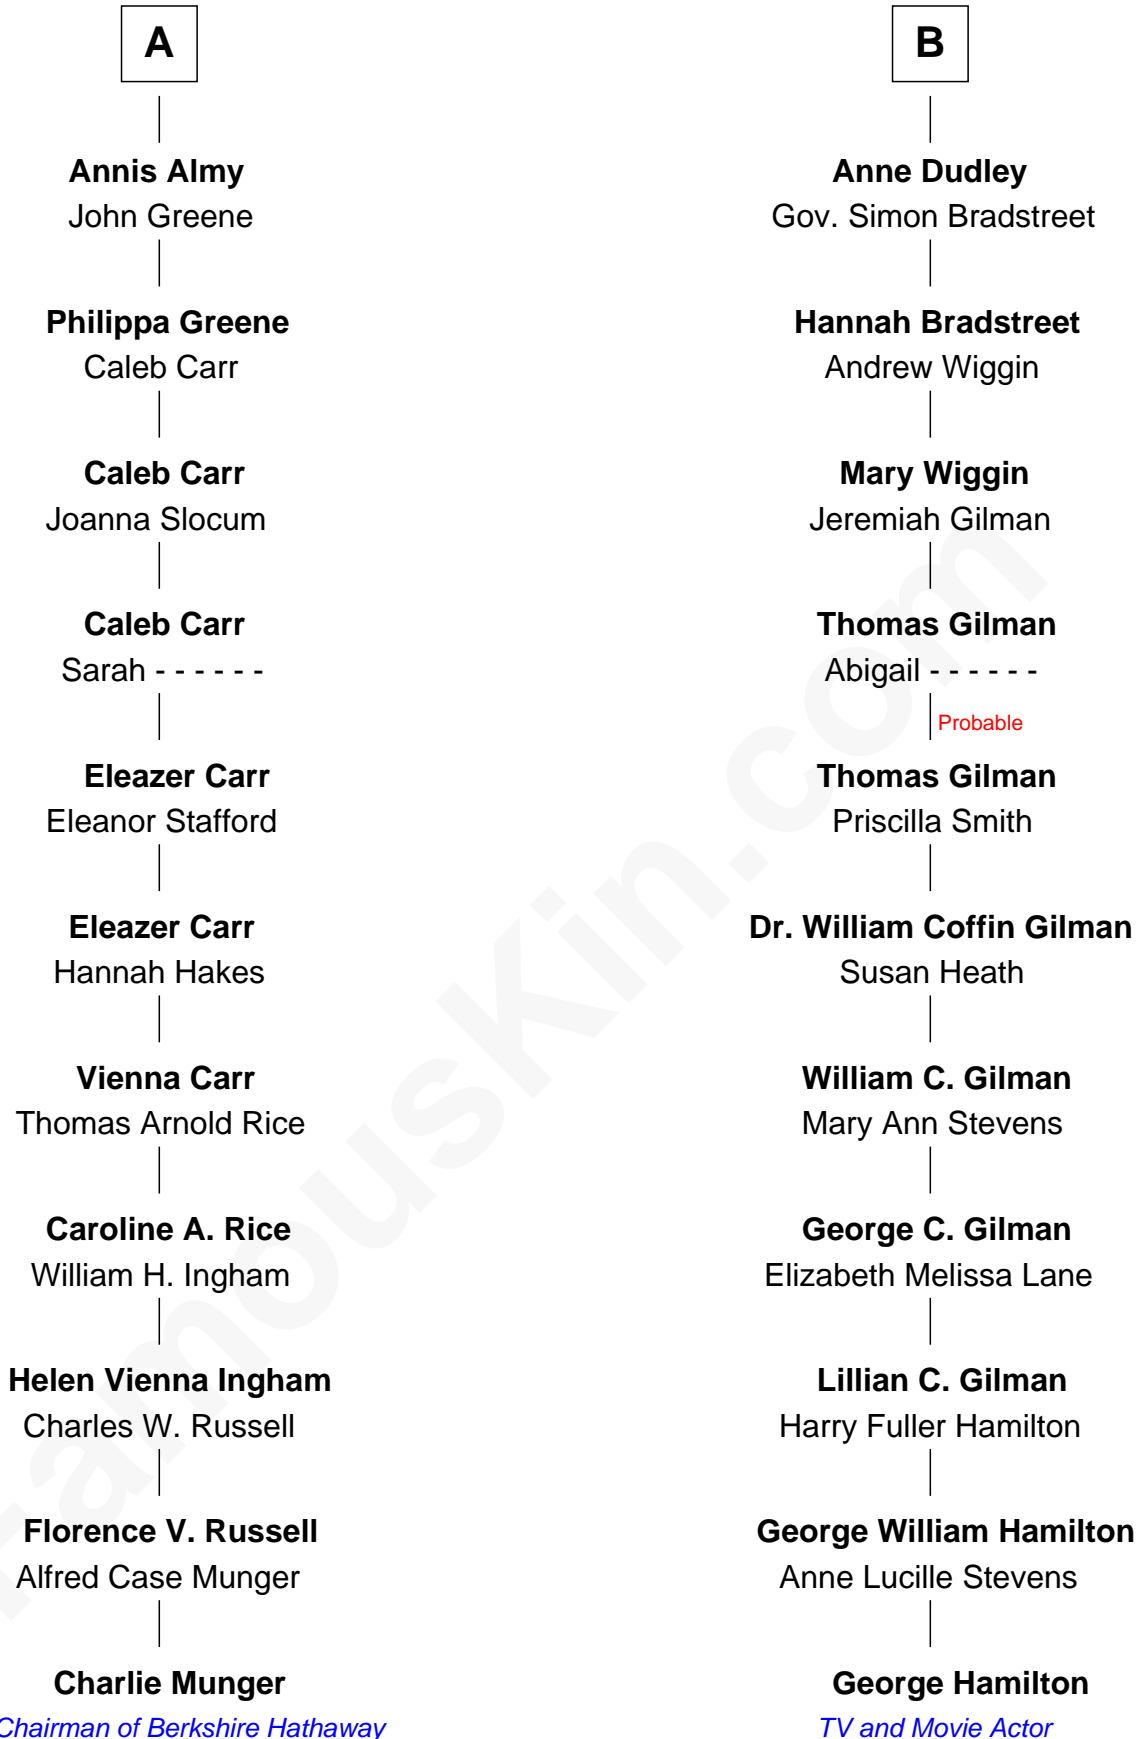 A
Annis Almy
John Greene
Philippa Greene
Caleb Carr
Caleb Carr
Joanna Slocum
Caleb Carr
Sarah - - - - - -
Eleazer Carr
Eleanor Stafford
Eleazer Carr
Hannah Hakes
Vienna Carr
Thomas Arnold Rice
Caroline A. Rice
William H. Ingham
Helen Vienna Ingham
Charles W. Russell
Florence V. Russell
Alfred Case Munger
Charlie Munger
Chairman of Berkshire Hathaway
B
Anne Dudley
Gov. Simon Bradstreet
Hannah Bradstreet
Andrew Wiggin
Mary Wiggin
Jeremiah Gilman
Thomas Gilman
Abigail - - - - - -
Probable
Thomas Gilman
Priscilla Smith
Dr. William Coffin Gilman
Susan Heath
William C. Gilman
Mary Ann Stevens
George C. Gilman
Elizabeth Melissa Lane
Lillian C. Gilman
Harry Fuller Hamilton
George William Hamilton
Anne Lucille Stevens
George Hamilton
TV and Movie Actor
FamousKin.com